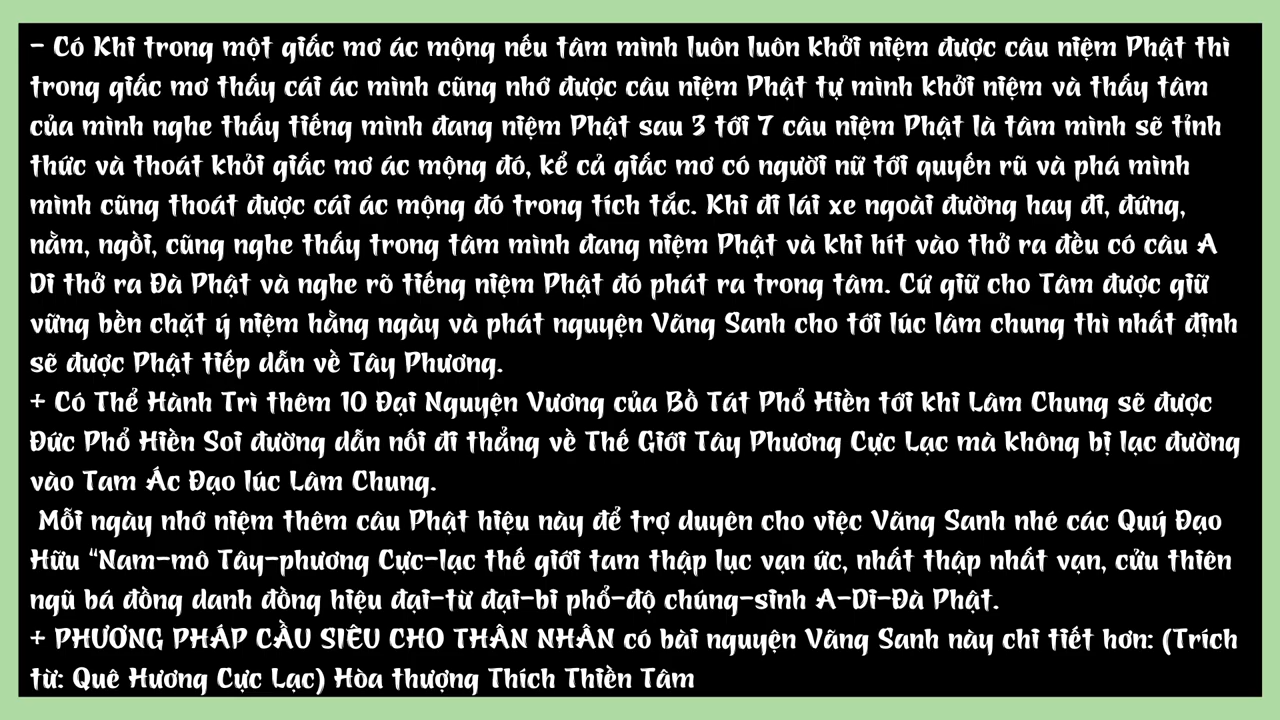 - Có Khi trong một giấc mơ ác mộng nếu tâm mình luôn luôn khởi niệm được câu niệm Phật thì
trong giấc mơ thấy cái ác mình cũng nhớ được câu niệm Phật tự mình khởi niệm và thấy tâm
của mình nghe thấy tiếng mình đang niệm Phật sau 3 tới 7 câu niệm Phật là tâm mình sẽ tỉnh
thức và thoát khỏi giấc mơ ác mộng đó, kể cả giấc mơ có người nữ tới quyến rũ và phá mình
mình cũng thoát được cái ác mộng đó trong tích tắc. Khi đi lái xe ngoài đường hay đi, đứng,
nằm, ngồi, cũng nghe thấy trong tâm mình đang niệm Phật và khi hít vào thở ra đều có câu A
Di thở ra Đà Phật và nghe rõ tiếng niệm Phật đó phát ra trong tâm. Cứ giữ cho Tâm được giữ
vững bền chặt ý niệm hằng ngày và phát nguyện Vãng Sanh cho tới lúc lâm chung thì nhất định
sẽ được Phật tiếp dẫn về Tây Phương.
+ Có Thể Hành Trì thêm 10 Đại Nguyện Vương của Bồ Tát Phổ Hiền tới khi Lâm Chung sẽ được
Đức Phổ Hiền Soi đường dẫn nối đi thẳng về Thế Giới Tây Phương Cực Lạc mà không bị lạc đường
vào Tam Ác Đạo lúc Lâm Chung.
Mỗi ngày nhớ niệm thêm câu Phật hiệu này để trợ duyên cho việc Vãng Sanh nhé các Quý Đạo
Hữu "Nam-mô Tây-phương Cực-lạc thế giới tam thập lục vạn ức, nhất thập nhất vạn, cửu thiên
ngũ bá đồng danh đồng hiệu đại-từ đại-bi phổ-độ chúng-sinh A-Di-Đà Phật.
+ PHƯƠNG PHÁP CẦU SIÊU CHO THÂN NHÂN có bài nguyện Vãng Sanh này chi tiết hơn: (Trích
từ: Quê Hương Cực Lạc) Hòa thượng Thích Thiền Tâm